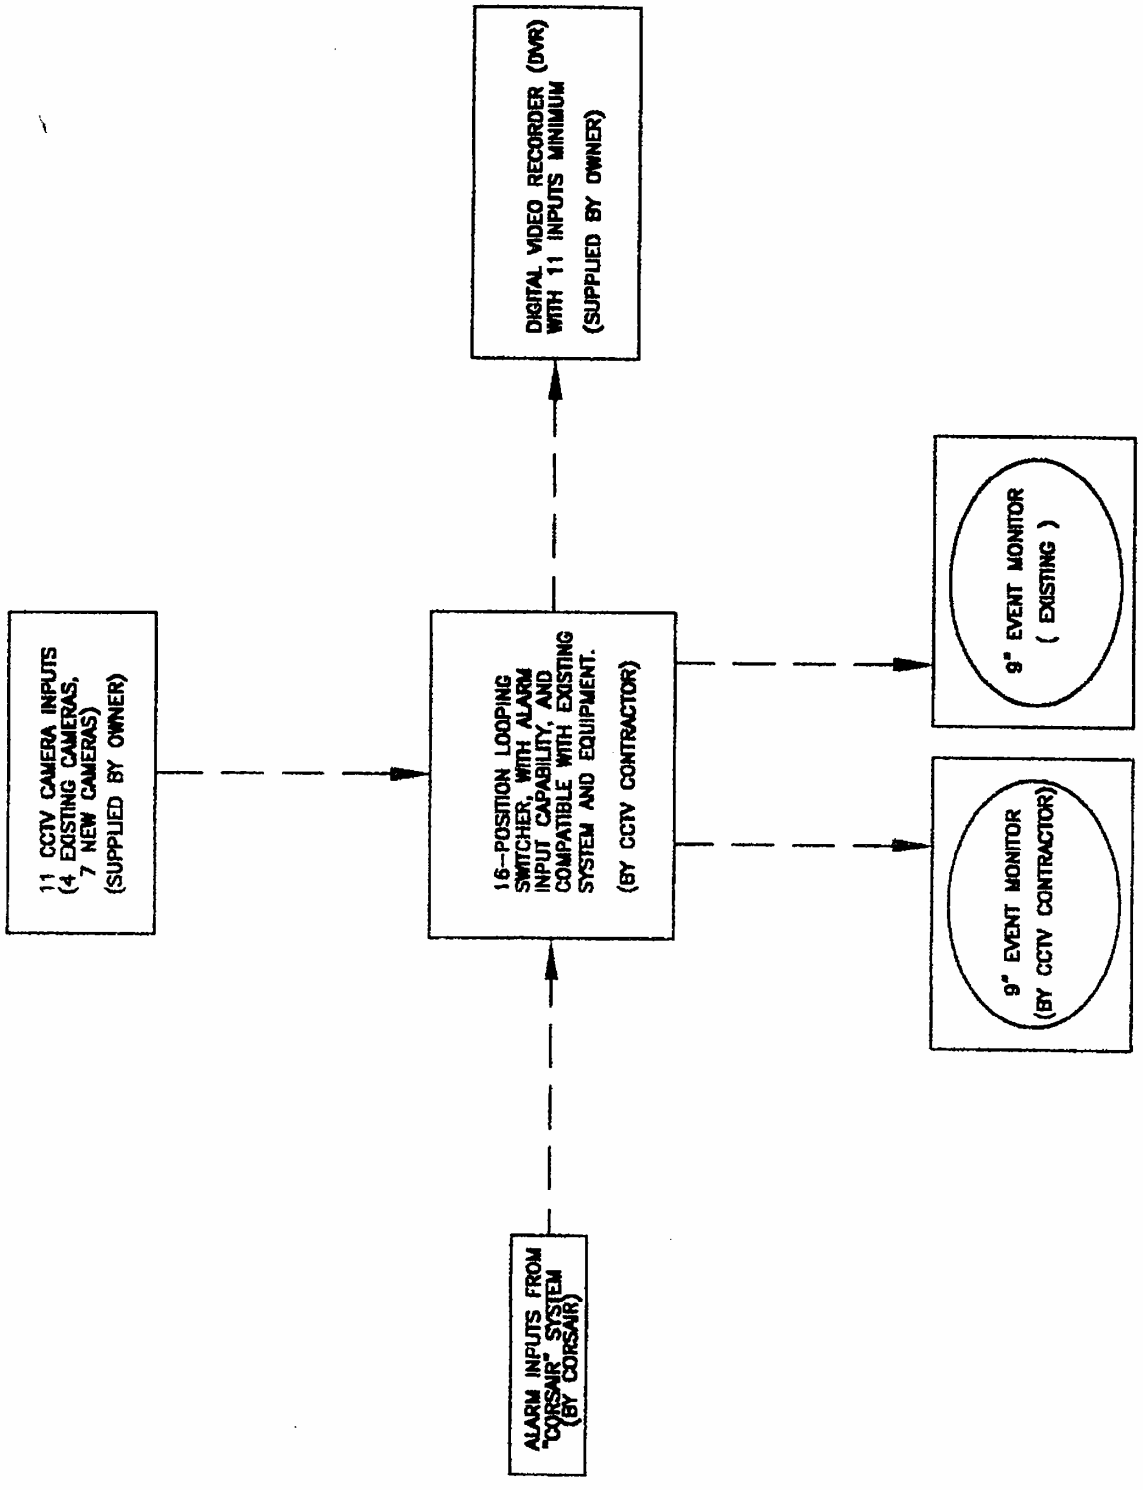 11 CCTV CAMERA INPUTS
(4 EXISTING CAMERAS,
7 NEW CAMERAS)
(SUPPLIED BY OWNER)
ALARM INPUTS FROM
"CORSAIR" SYSTEM
(BY CORSAIR)
16-POSITION LOOPING
SWITCHER, WITH ALARM
INPUT CAPABILITY, AND
COMPATIBLE WITH EXISTING
SYSTEM AND EQUIPMENT.
(BY CCTV CONTRACTOR)
DIGITAL VIDEO RECORDER (DVR)
WITH 11 INPUTS MINIMUM
(SUPPLIED BY OWNER)
9" EVENT MONITOR
(BY CCTV CONTRACTOR)
9" EVENT MONITOR
( EXISTING )